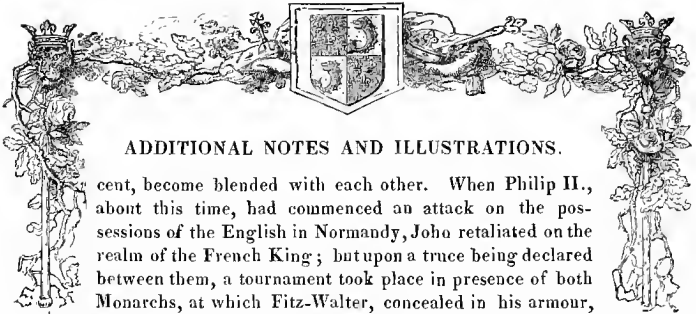 ADDITIONAL NOTES AND ILLUSTRATIONS.
cent, become blended with each other. When Philip II.,
about this time, had commenced an attack on the pos-
sessions of the English in Normandy, John retaliated on the
realm of the French King; but upon a truce being declared
between them, a tournament took place in presence of both
Monarchs, at which Fitz-Walter, concealed in his armour,